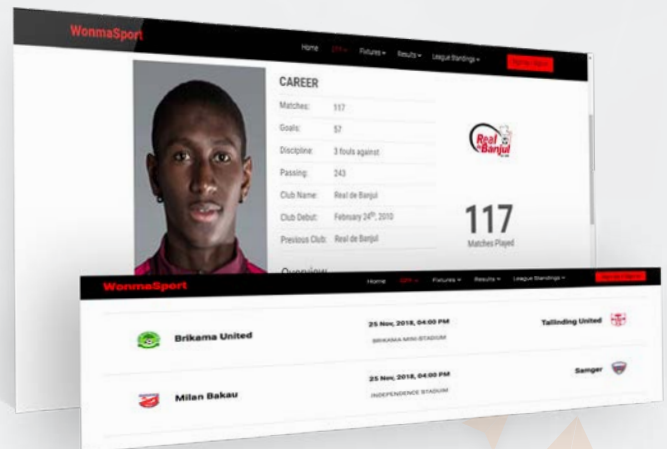 WonmaSport
Home
Fixtures
Results
League Standings
CAREER
Matches: 117
Goals: 57
Discipline: 3 fouls against
Passing: 243
Club Name: Real de Banjul
Club Debut: February 24th, 2010
Previous Club: Real de Banjul
Overview
Real de Banjul
117
Matches Played
WonmaSport
Home
Fixtures
Results
League Standings
Brikama United
25 Nov, 2018, 04:00 PM
BRIKAMA MINI-STADIUM
Tallinding United
Milan Bakau
25 Nov, 2018, 04:00 PM
INDEPENDENCE STADIUM
Samger